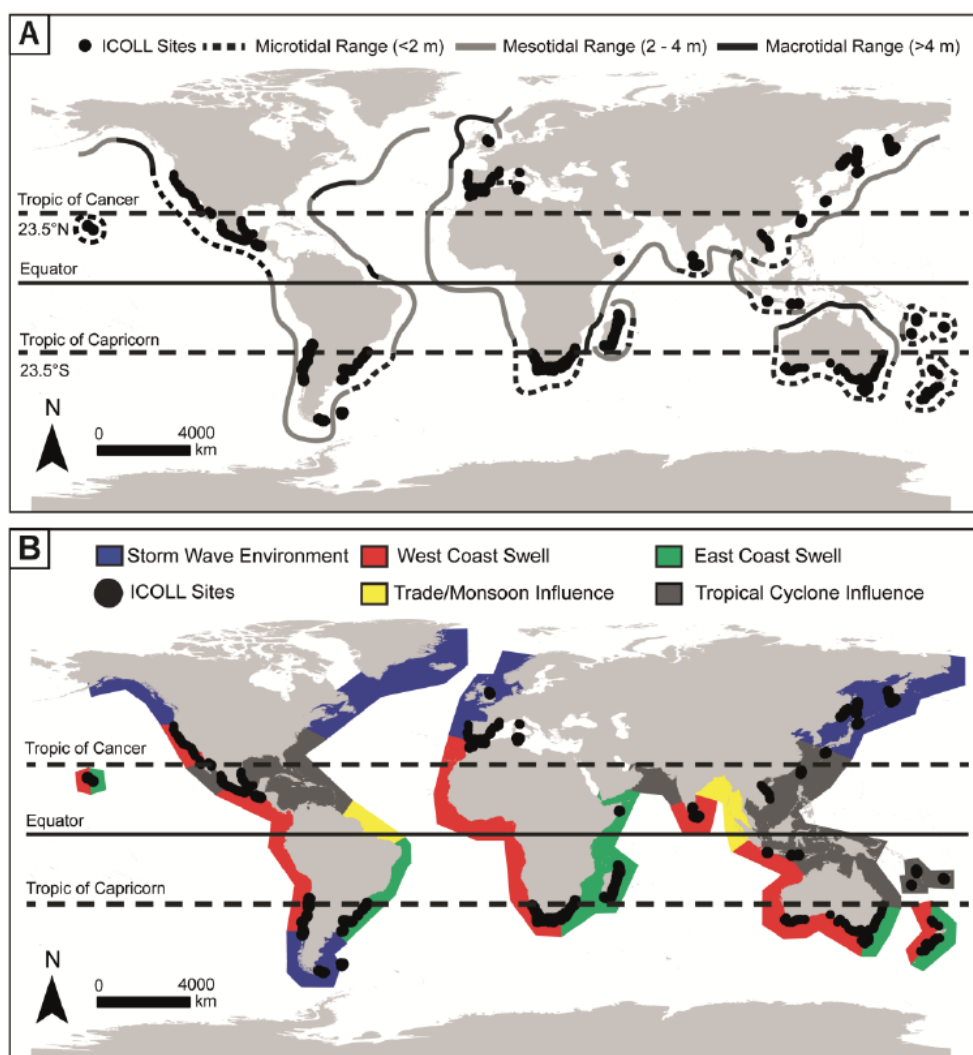 A
ICOLL Sites Microtidal Range (<2 m) Mesotidal Range (2 - 4 m) Macrotidal Range (>4 m)
Tropic of Cancer
23.5°N
Equator
Tropic of Capricorn
23.5°S
N
0 4000
km
B
Storm Wave Environment West Coast Swell East Coast Swell
ICOLL Sites Trade/Monsoon Influence Tropical Cyclone Influence
Tropic of Cancer
Equator
Tropic of Capricorn
N
0 4000
km